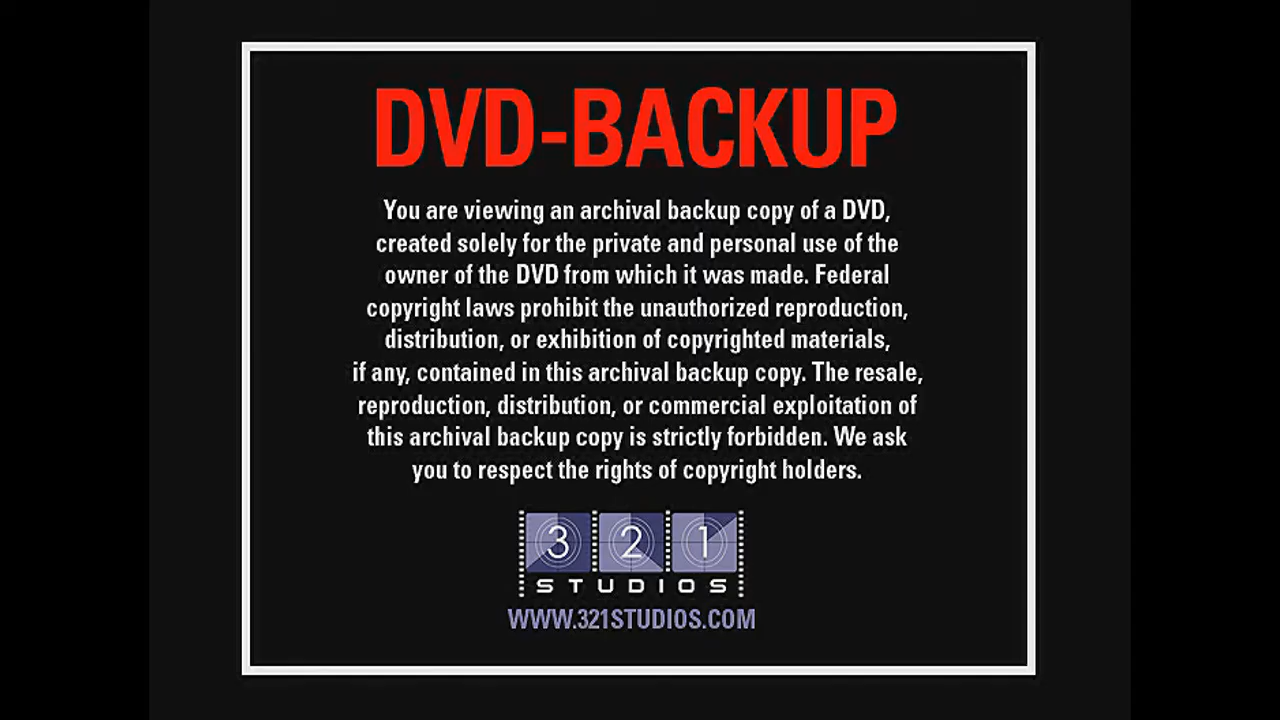 DVD-BACKUP
You are viewing an archival backup copy of a DVD,
created solely for the private and personal use of the
owner of the DVD from which it was made. Federal
copyright laws prohibit the unauthorized reproduction,
distribution, or exhibition of copyrighted materials,
if any, contained in this archival backup copy. The resale,
reproduction, distribution, or commercial exploitation of
this archival backup copy is strictly forbidden. We ask
you to respect the rights of copyright holders.
3 2 1
STUDIOS
WWW.321STUDIOS.COM